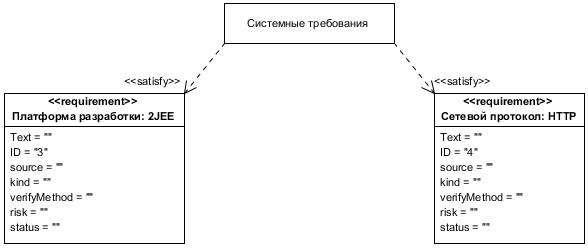 Системные требования
<<satisfy>>
<<satisfy>>
<<requirement>>
Платформа разработки: 2JEE
Text = ""
ID = "3"
source = ""
kind = ""
verifyMethod = ""
risk = ""
status = ""
<<requirement>>
Сетевой протокол: HTTP
Text = ""
ID = "4"
source = ""
kind = ""
verifyMethod = ""
risk = ""
status = ""